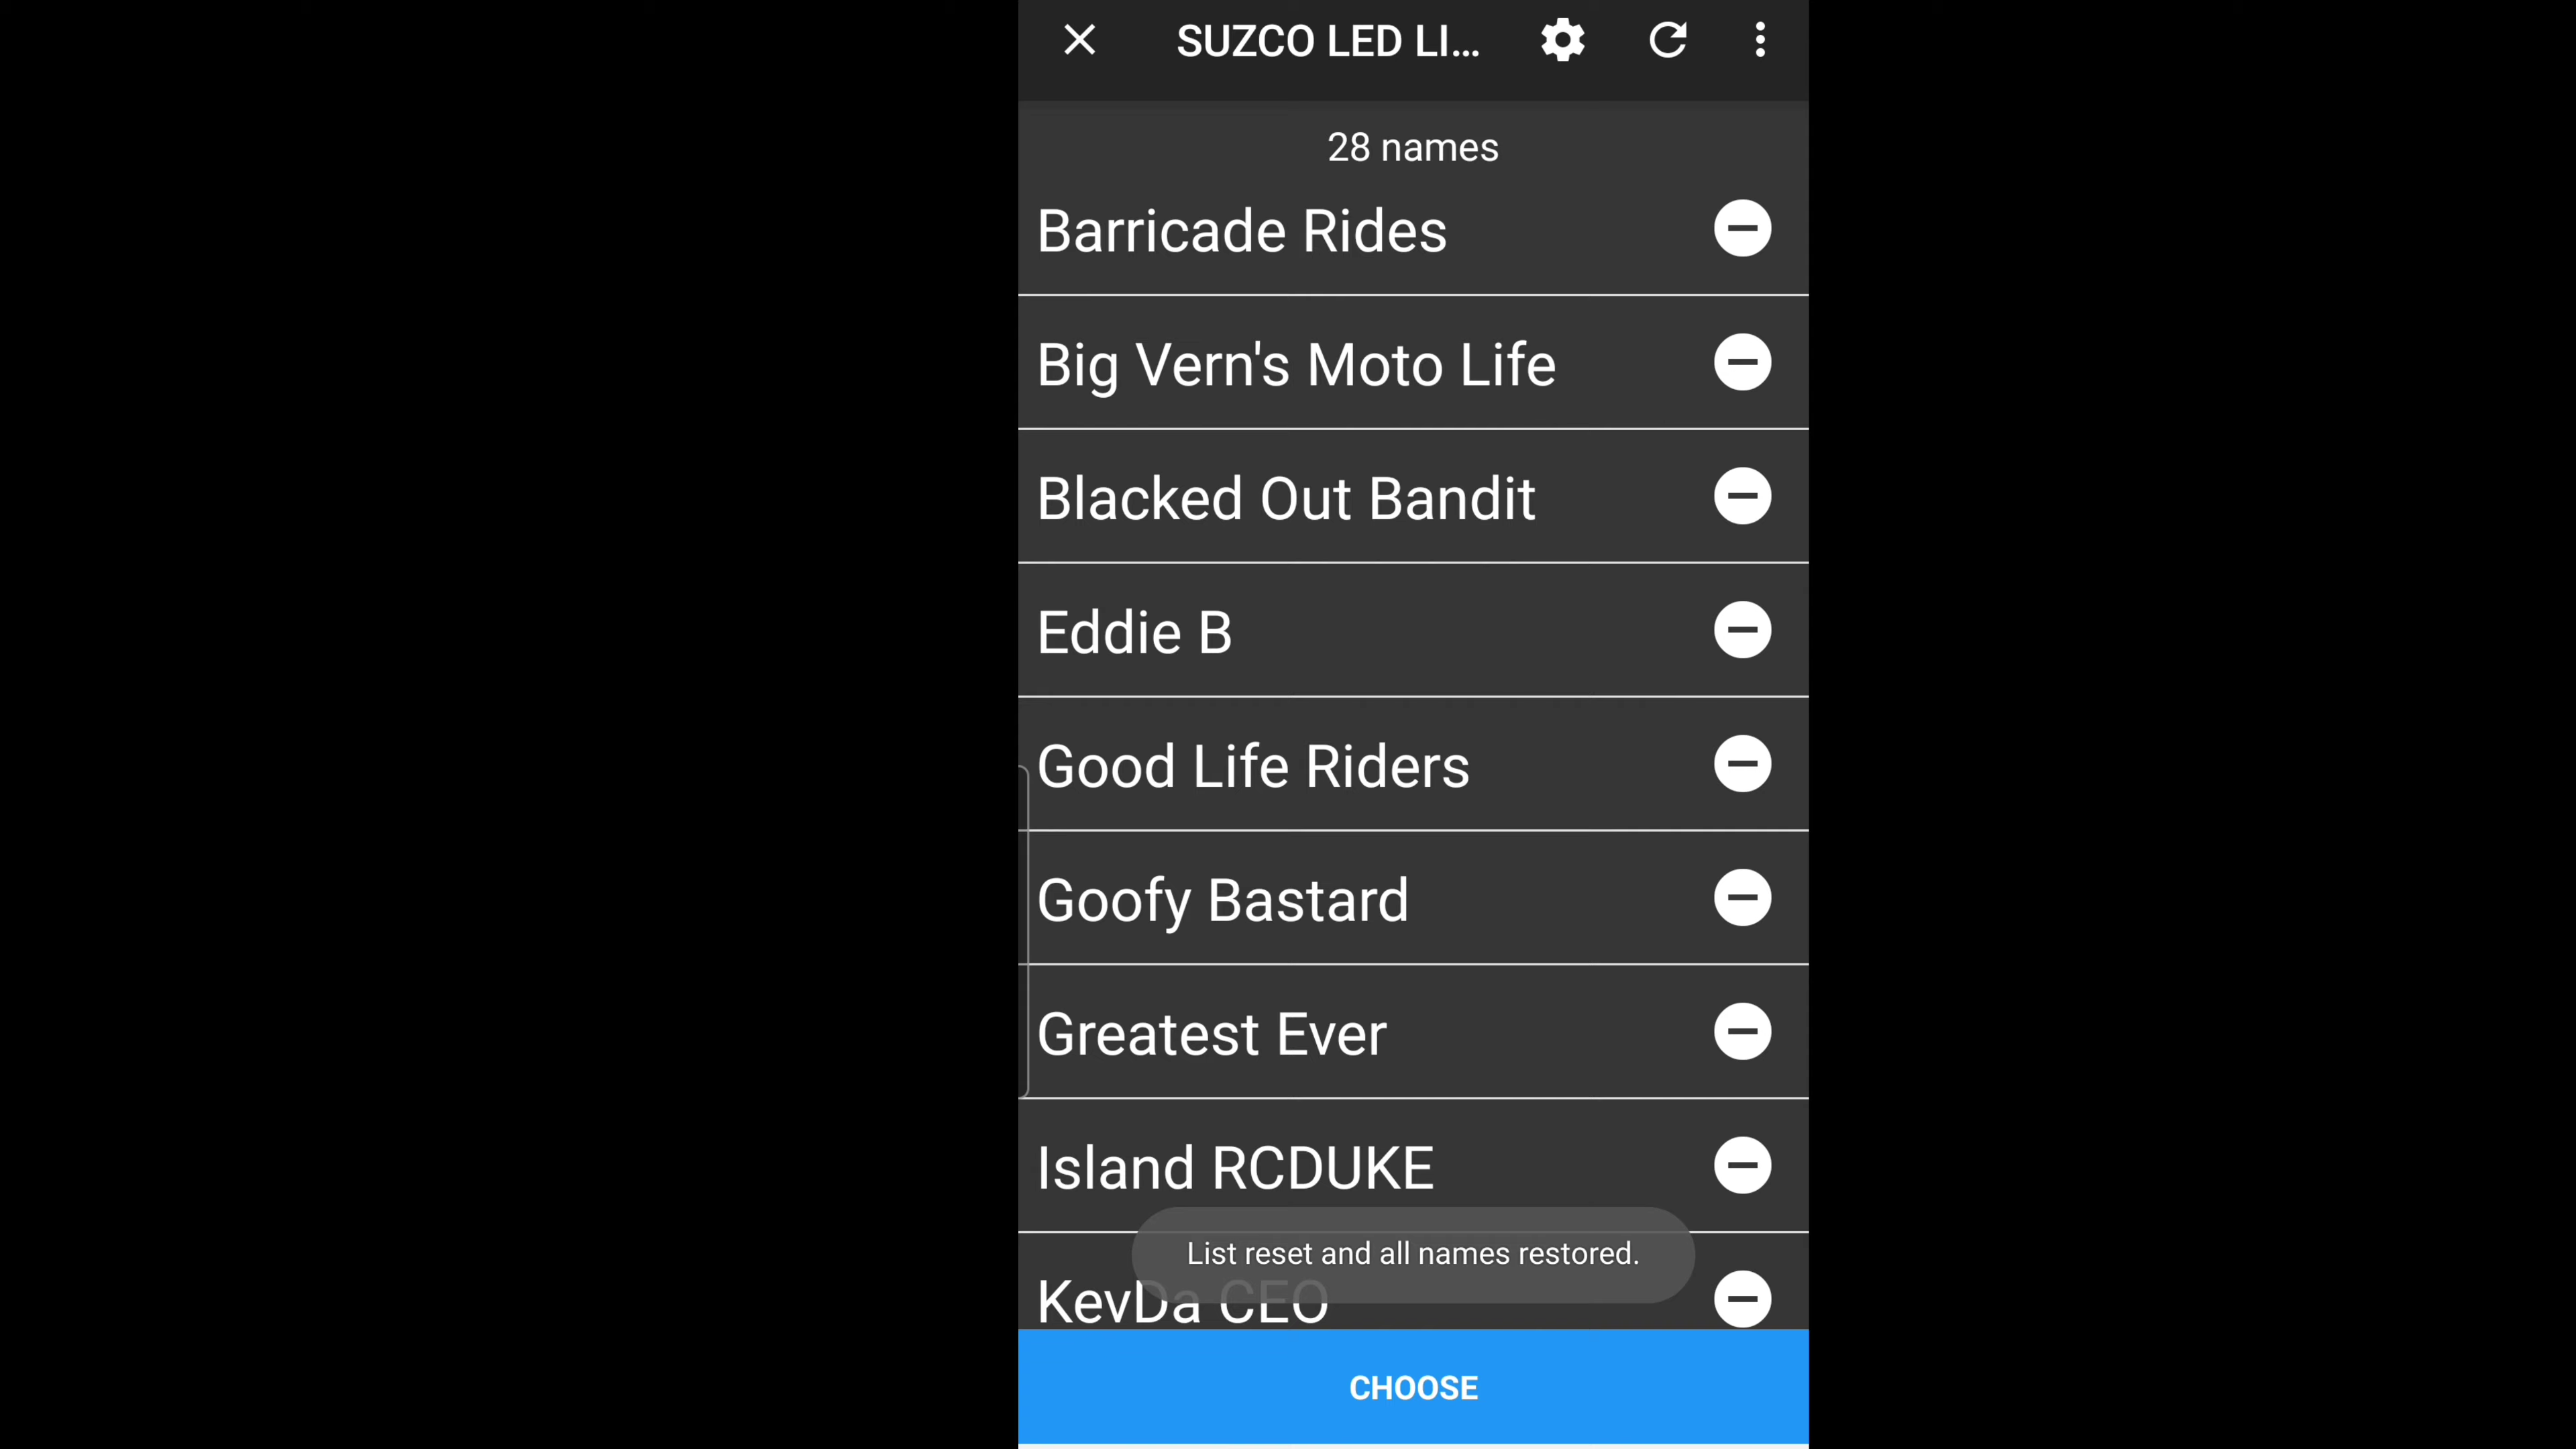 SUZCO LED LI...
28 names
Barricade Rides
Big Vern's Moto Life
Blacked Out Bandit
Eddie B
Good Life Riders
Goofy Bastard
Greatest Ever
Island RCDUKE
List reset and all names restored.
KevDa CEO
CHOOSE